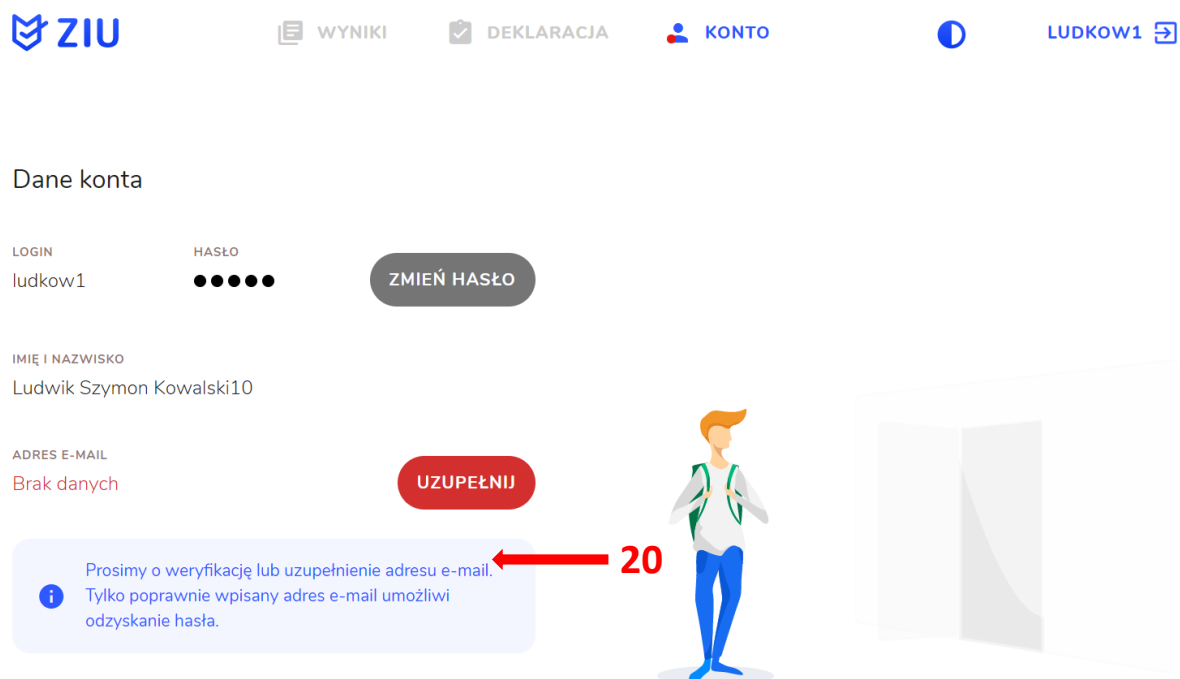 ZIU
WYNIKI
DEKLARACJA
KONTO
LUDKOW1
Dane konta
LOGIN
HASŁO
ludkow1
ZMIEŃ HASŁO
IMIĘ I NAZWISKO
Ludwik Szymon Kowalski10
ADRES E-MAIL
Brak danych
UZUPEŁNIJ
20
Prosimy o weryfikację lub uzupełnienie adresu e-mail.
Tylko poprawnie wpisany adres e-mail umożliwi
odzyskanie hasła.